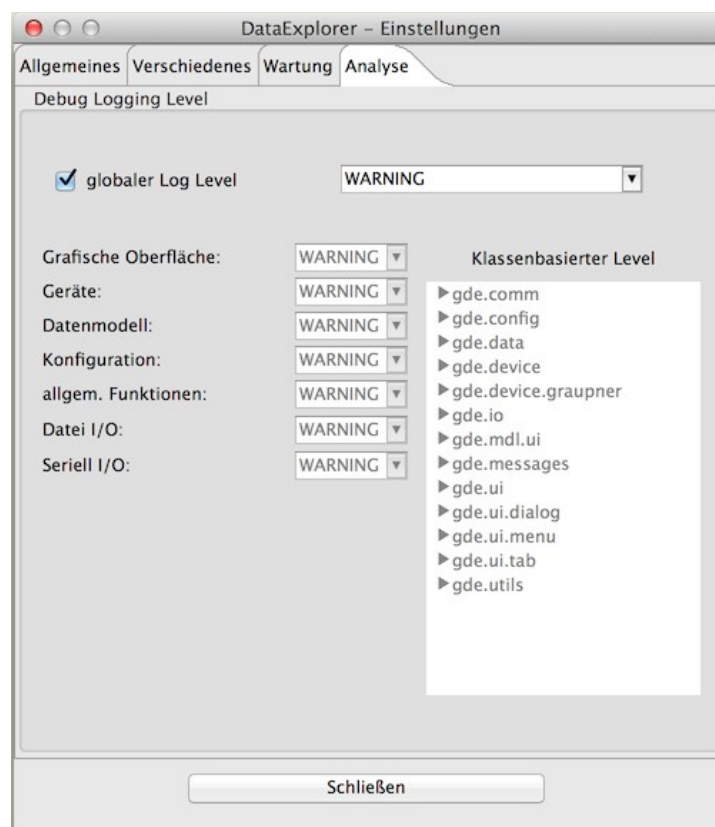 DataExplorer – Einstellungen
Allgemeines Verschiedenes Wartung Analyse
Debug Logging Level
globaler Log Level WARNING
Grafische Oberfläche: WARNING
Geräte: WARNING
Datenmodell: WARNING
Konfiguration: WARNING
allgem. Funktionen: WARNING
Datei I/O: WARNING
Seriell I/O: WARNING
Klassenbasierter Level
gde.comm
gde.config
gde.data
gde.device
gde.device.graupner
gde.io
gde.mdl.ui
gde.messages
gde.ui
gde.ui.dialog
gde.ui.menu
gde.ui.tab
gde.utils
Schließen